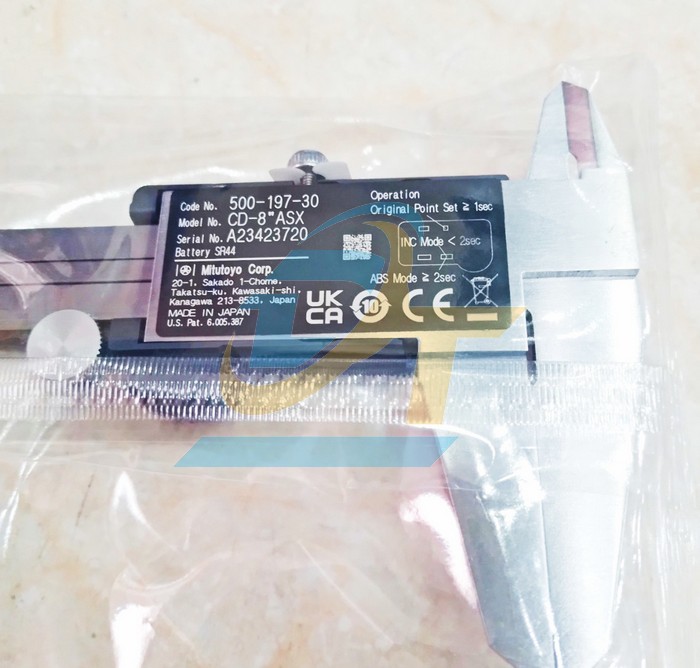 Code No. 500-197-30
Model No. CD-8"ASX
Serial No. A23423720
Battery SR44
Mitutoyo Corp.
20-1, Sakado 1-Chome,
Takatsu-ku, Kawasaki-shi,
Kanagawa 213-8533, Japan
MADE IN JAPAN
U.S. Pat. 6,005,387
Operation
Original Point Set ≥ 1sec
INC Mode < 2sec
ABS Mode ≥ 2sec
UK
CA
10
CE
DT